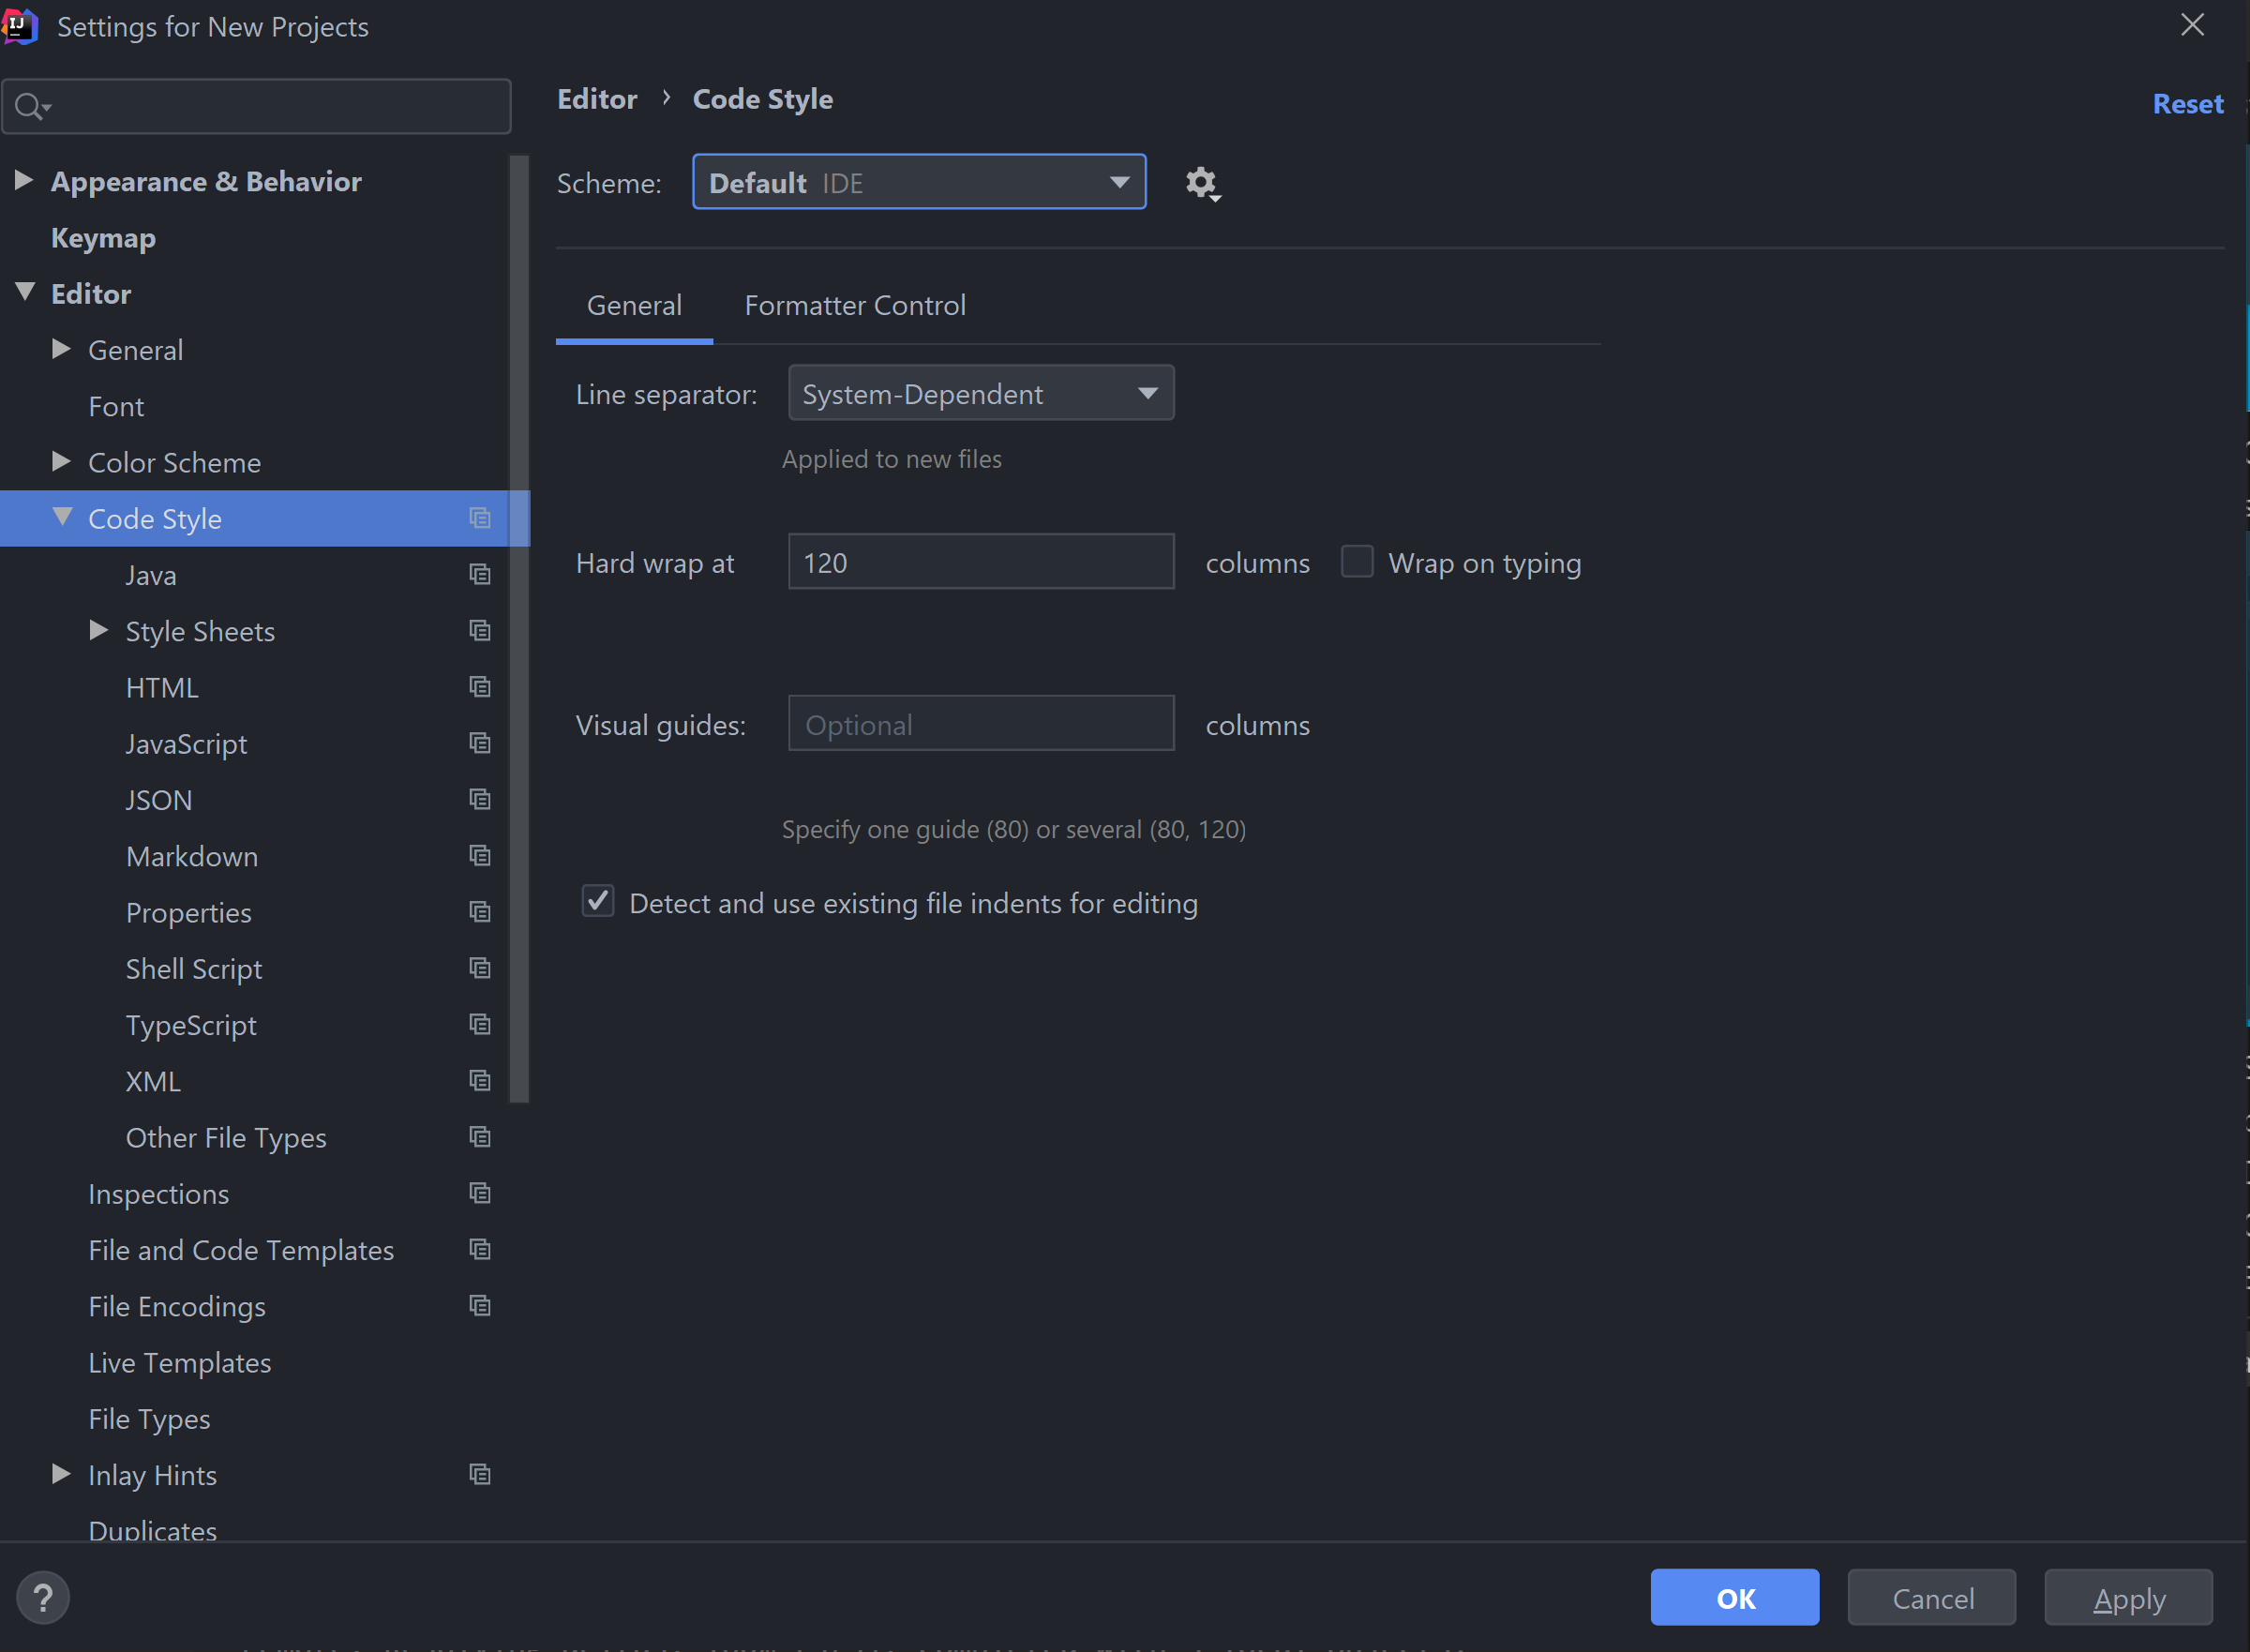 IJ
Settings for New Projects
Appearance & Behavior
Keymap
Editor
General
Font
Color Scheme
Code Style
Java
Style Sheets
HTML
JavaScript
JSON
Markdown
Properties
Shell Script
TypeScript
XML
Other File Types
Inspections
File and Code Templates
File Encodings
Live Templates
File Types
Inlay Hints
Duplicates
Editor › Code Style
Reset
Scheme: Default IDE
General Formatter Control
Line separator: System-Dependent
Applied to new files
Hard wrap at 120 columns Wrap on typing
Visual guides: Optional columns
Specify one guide (80) or several (80, 120)
Detect and use existing file indents for editing
? OK Cancel Apply